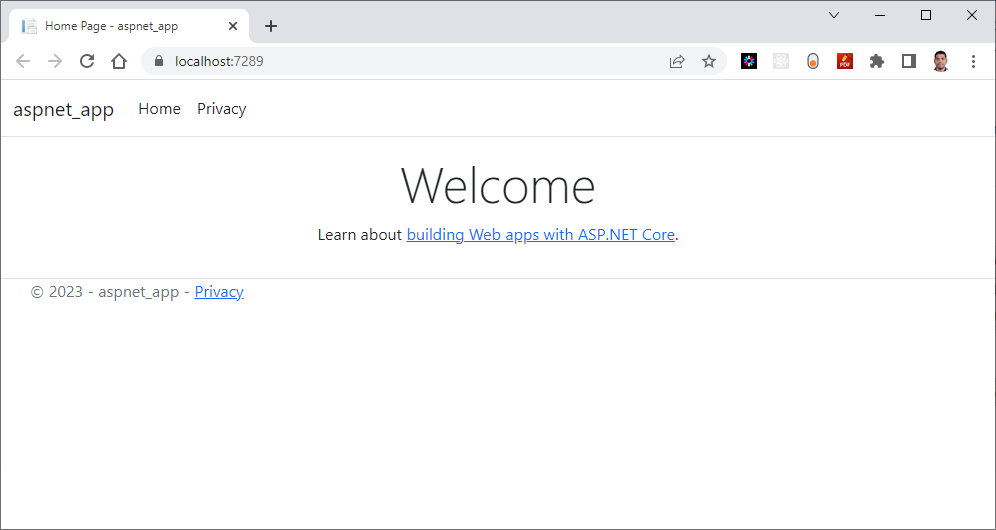 Home Page - aspnet_app
localhost:7289
PDF
aspnet_app Home Privacy
Welcome
Learn about building Web apps with ASP.NET Core.
© 2023 - aspnet_app - Privacy